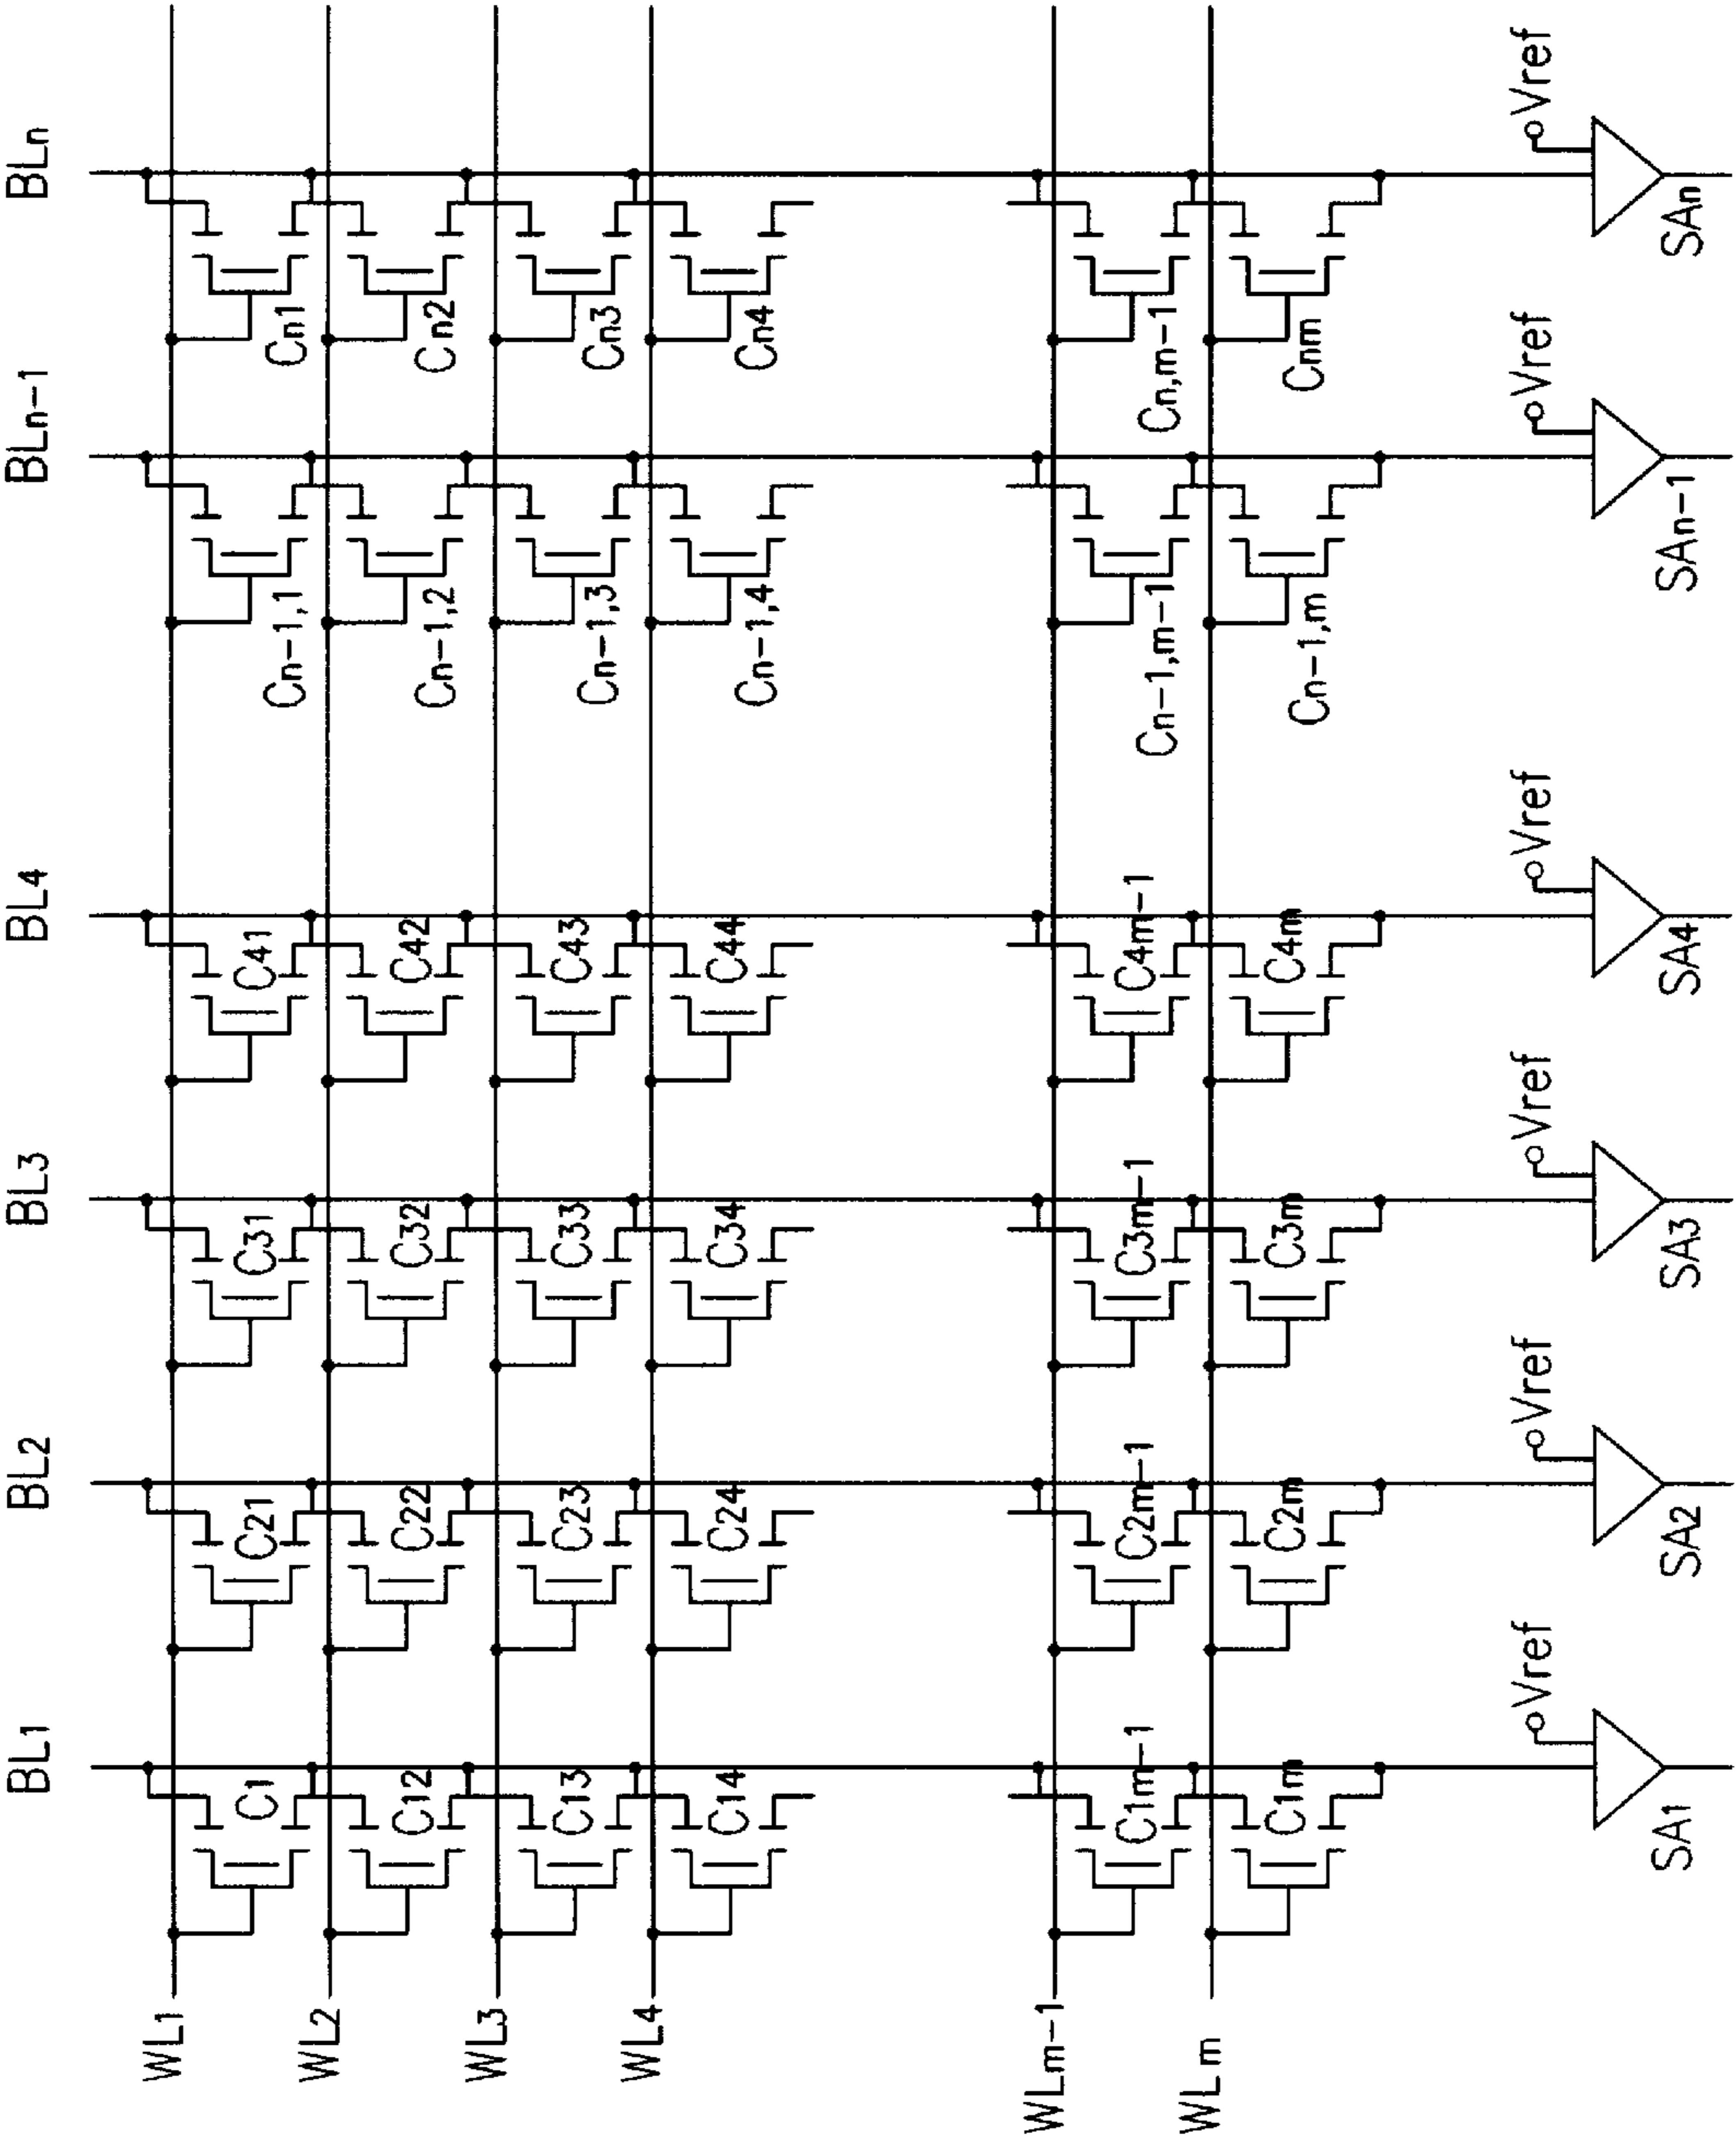 BL1 BL2 BL3 BL4 BLn-1 BLn
WL1
C1 C21 C31 C41 Cn-1,1 Cn1
WL2
C12 C22 C32 C42 Cn-1,2 Cn2
WL3
C13 C23 C33 C43 Cn-1,3 Cn3
WL4
C14 C24 C34 C44 Cn-1,4 Cn4
WLm-1
C1m-1 C2m-1 C3m-1 C4m-1 Cn-1,m-1 Cn,m-1
WLm
C1m C2m C3m C4m Cn-1,m Cnm
Vref Vref Vref Vref Vref Vref
SA1 SA2 SA3 SA4 SAn-1 SAn